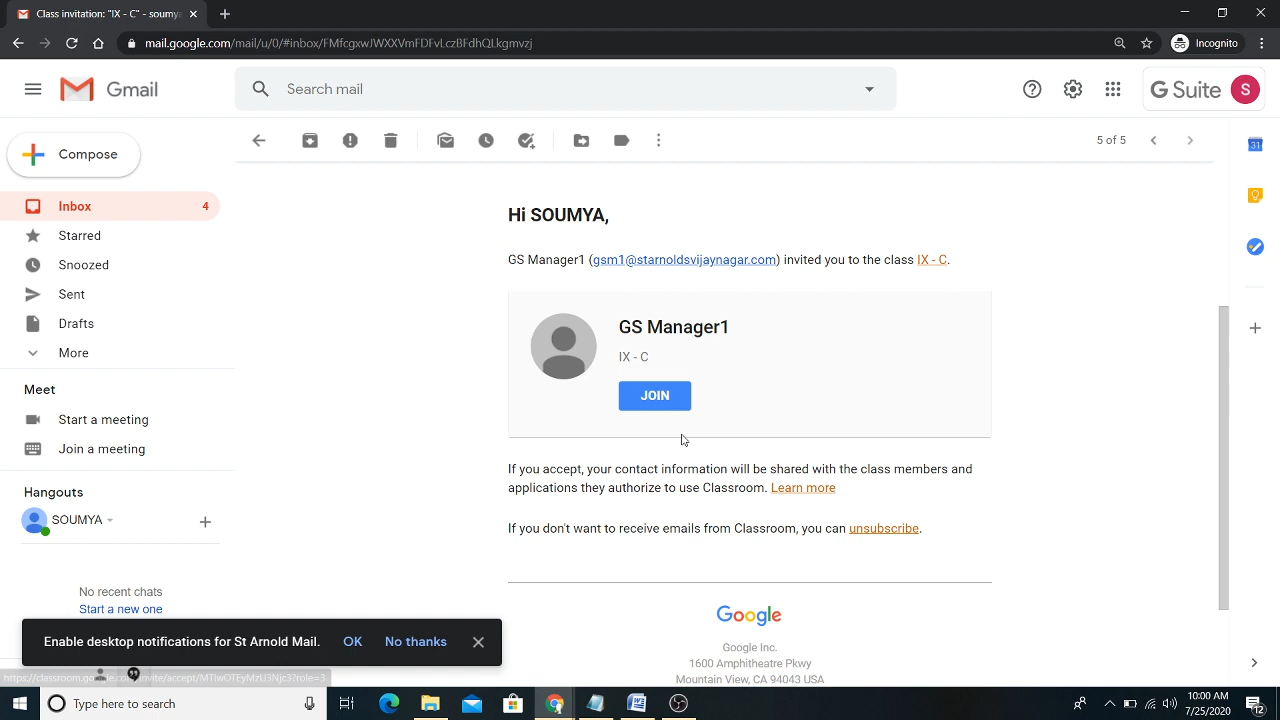 Class invitation: "IX - C" - soumya
mail.google.com/mail/u/0/#inbox/FMfcgxwJWXXVmFDFvLczBFdhQLkgmvzj
Incognito
Gmail
Search mail
G Suite S
Compose
5 of 5
31
Inbox 4
Starred
Snoozed
Sent
Drafts
More
Meet
Start a meeting
Join a meeting
Hangouts
SOUMYA
No recent chats
Start a new one
Hi SOUMYA,
GS Manager1 (gsm1@starnoldsvijaynagar.com) invited you to the class IX - C.
GS Manager1
IX - C
JOIN
If you accept, your contact information will be shared with the class members and
applications they authorize to use Classroom. Learn more
If you don't want to receive emails from Classroom, you can unsubscribe.
Google
Google Inc.
1600 Amphitheatre Pkwy
Mountain View, CA 94043 USA
Enable desktop notifications for St Arnold Mail. OK No thanks
Type here to search
10:00 AM
7/25/2020
12